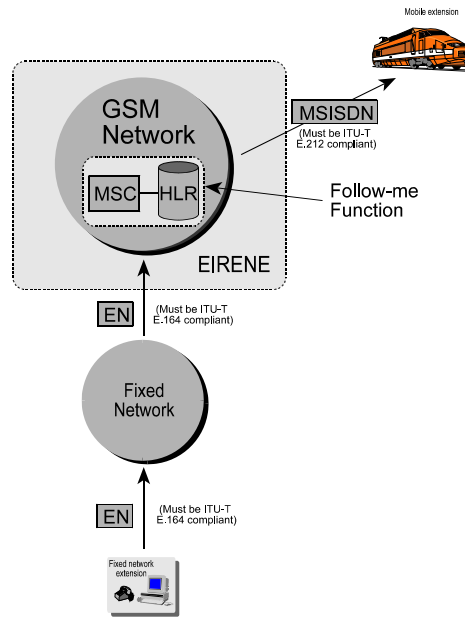 Mobile extension
GSM
Network
MSISDN
(Must be ITU-T
E.212 compliant)
MSC
HLR
Follow-me
Function
EIRENE
EN
(Must be ITU-T
E.164 compliant)
Fixed
Network
EN
(Must be ITU-T
E.164 compliant)
Fixed network
extension